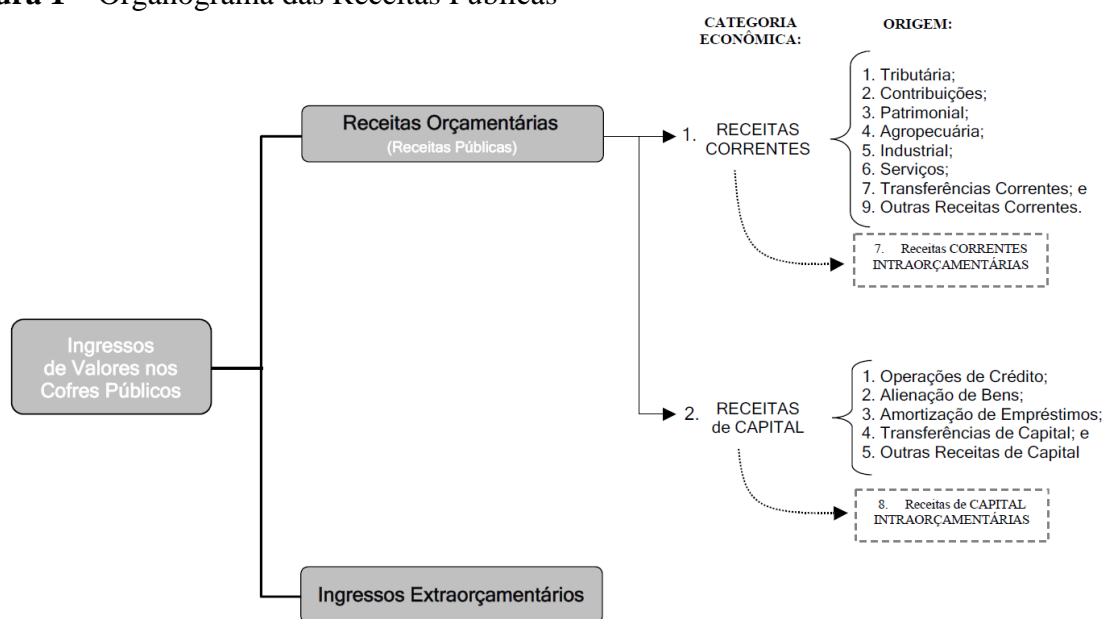 ura 1 – Organograma das Receitas Públicas
CATEGORIA
ECONÔMICA:
ORIGEM:
Receitas Orçamentárias
(Receitas Públicas)
1. RECEITAS
CORRENTES
1. Tributária;
2. Contribuições;
3. Patrimonial;
4. Agropecuária;
5. Industrial;
6. Serviços;
7. Transferências Correntes; e
9. Outras Receitas Correntes.
7. Receitas CORRENTES
INTRAORÇAMENTÁRIAS
Ingressos
de Valores nos
Cofres Públicos
2. RECEITAS
de CAPITAL
1. Operações de Crédito;
2. Alienação de Bens;
3. Amortização de Empréstimos;
4. Transferências de Capital; e
5. Outras Receitas de Capital
8. Receitas de CAPITAL
INTRAORÇAMENTÁRIAS
Ingressos Extraorçamentários